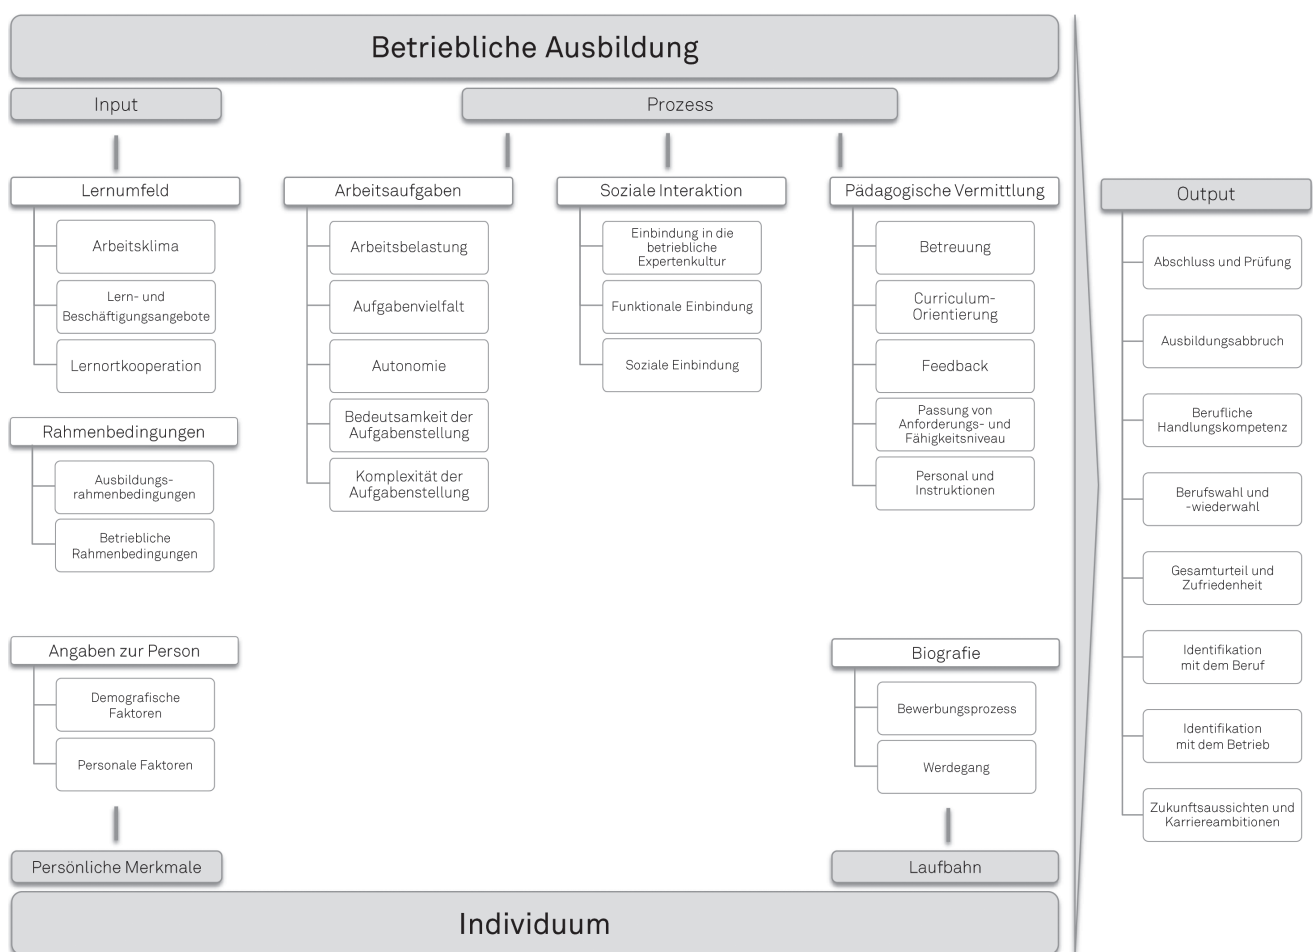 Betriebliche Ausbildung
Input
Prozess
Lernumfeld
Arbeitsklima
Lern- und
Beschäftigungsangebote
Lernortkooperation
Rahmenbedingungen
Ausbildungs-
rahmenbedingungen
Betriebliche
Rahmenbedingungen
Arbeitsaufgaben
Arbeitsbelastung
Aufgabenvielfalt
Autonomie
Bedeutsamkeit der
Aufgabenstellung
Komplexität der
Aufgabenstellung
Soziale Interaktion
Einbindung in die
betriebliche
Expertenkultur
Funktionale Einbindung
Soziale Einbindung
Pädagogische Vermittlung
Betreuung
Curriculum-
Orientierung
Feedback
Passung von
Anforderungs- und
Fähigkeitsniveau
Personal und
Instruktionen
Angaben zur Person
Demografische
Faktoren
Personale Faktoren
Persönliche Merkmale
Biografie
Bewerbungsprozess
Werdegang
Laufbahn
Individuum
Output
Abschluss und Prüfung
Ausbildungsabbruch
Berufliche
Handlungskompetenz
Berufswahl und
-wiederwahl
Gesamturteil und
Zufriedenheit
Identifikation
mit dem Beruf
Identifikation
mit dem Betrieb
Zukunftsaussichten und
Karriereambitionen